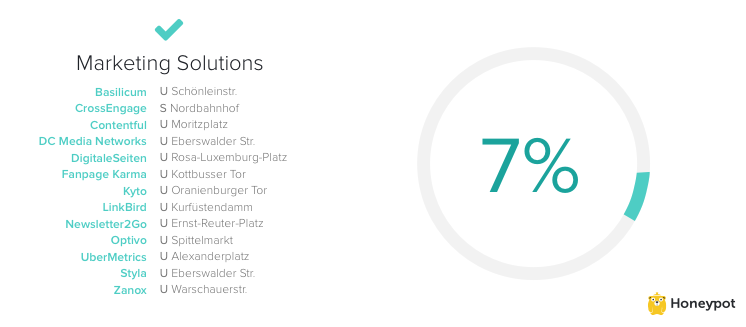 Marketing Solutions
Basilicum U Schönleinstr.
CrossEngage S Nordbahnhof
Contentful U Moritzplatz
DC Media Networks U Eberswalder Str.
DigitaleSeiten U Rosa-Luxemburg-Platz
Fanpage Karma U Kottbusser Tor
Kyto U Oranienburger Tor
LinkBird U Kurfüstendamm
Newsletter2Go U Ernst-Reuter-Platz
Optivo U Spittelmarkt
UberMetrics U Alexanderplatz
Styla U Eberswalder Str.
Zanox U Warschauerstr.
7%
Honeypot